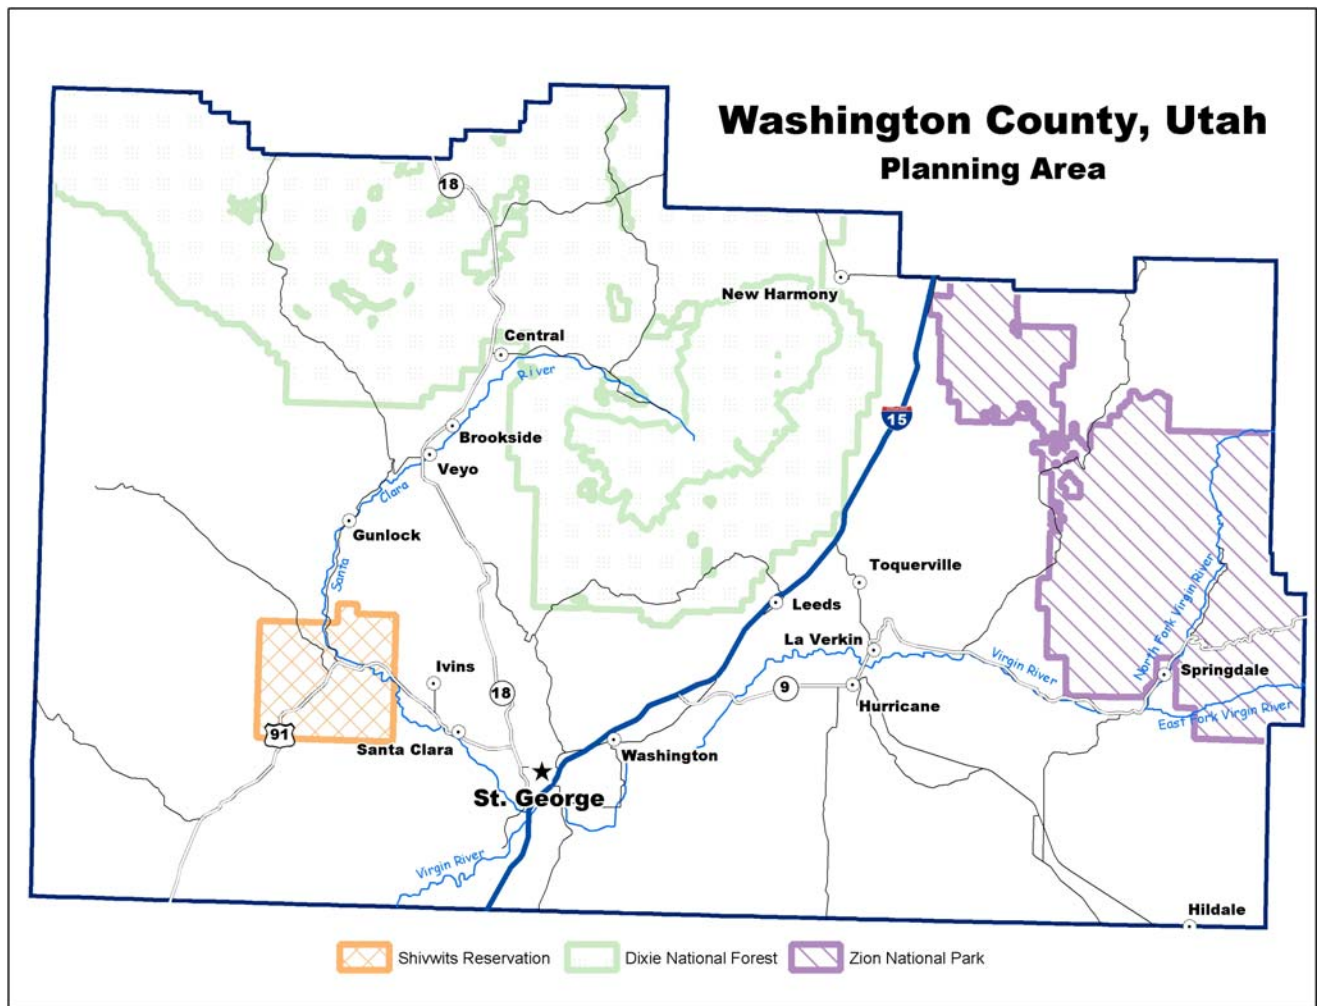 Washington County, Utah
Planning Area
18
New Harmony
Central
River
15
Brookside
Veyo
Clara
Gunlock
Santa
Toquerville
Leeds
La Verkin
North Fork Virgin River
Virgin River
Ivins
Springdale
18
9
Hurricane
East Fork Virgin River
91
Santa Clara
Washington
St. George
Virgin River
Hildale
Shivwits Reservation
Dixie National Forest
Zion National Park